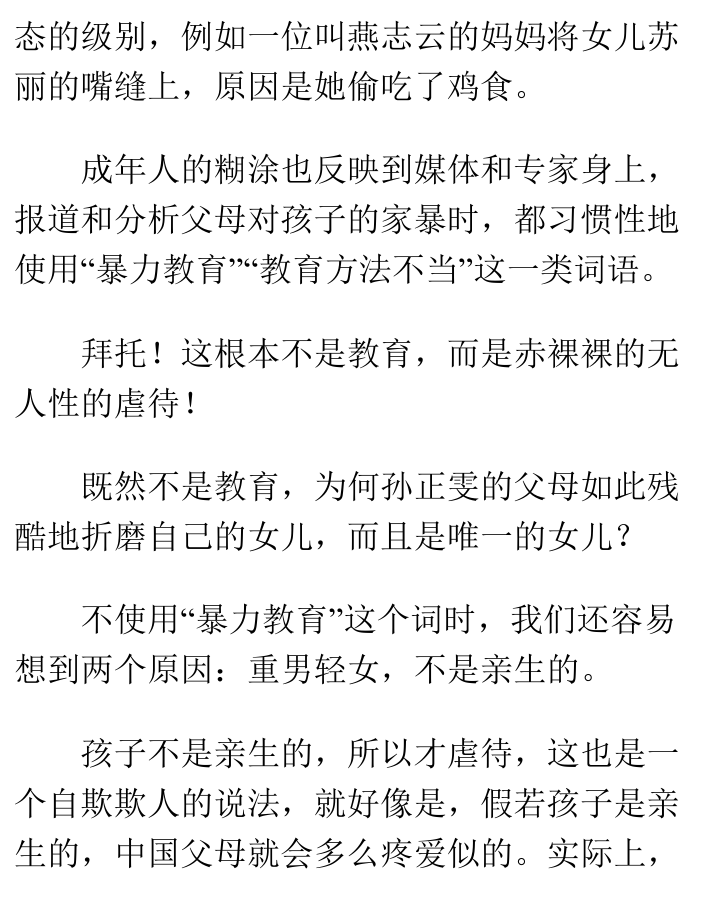 态的级别，例如一位叫燕志云的妈妈将女儿苏
丽的嘴缝上，原因是她偷吃了鸡食。
成年人的糊涂也反映到媒体和专家身上，
报道和分析父母对孩子的家暴时，都习惯性地
使用“暴力教育”“教育方法不当”这一类词语。
拜托！这根本不是教育，而是赤裸裸的无
人性的虐待！
既然不是教育，为何孙正雯的父母如此残
酷地折磨自己的女儿，而且是唯一的女儿？
不使用“暴力教育”这个词时，我们还容易
想到两个原因：重男轻女，不是亲生的。
孩子不是亲生的，所以才虐待，这也是一
个自欺欺人的说法，就好像是，假若孩子是亲
生的，中国父母就会多么疼爱似的。实际上，